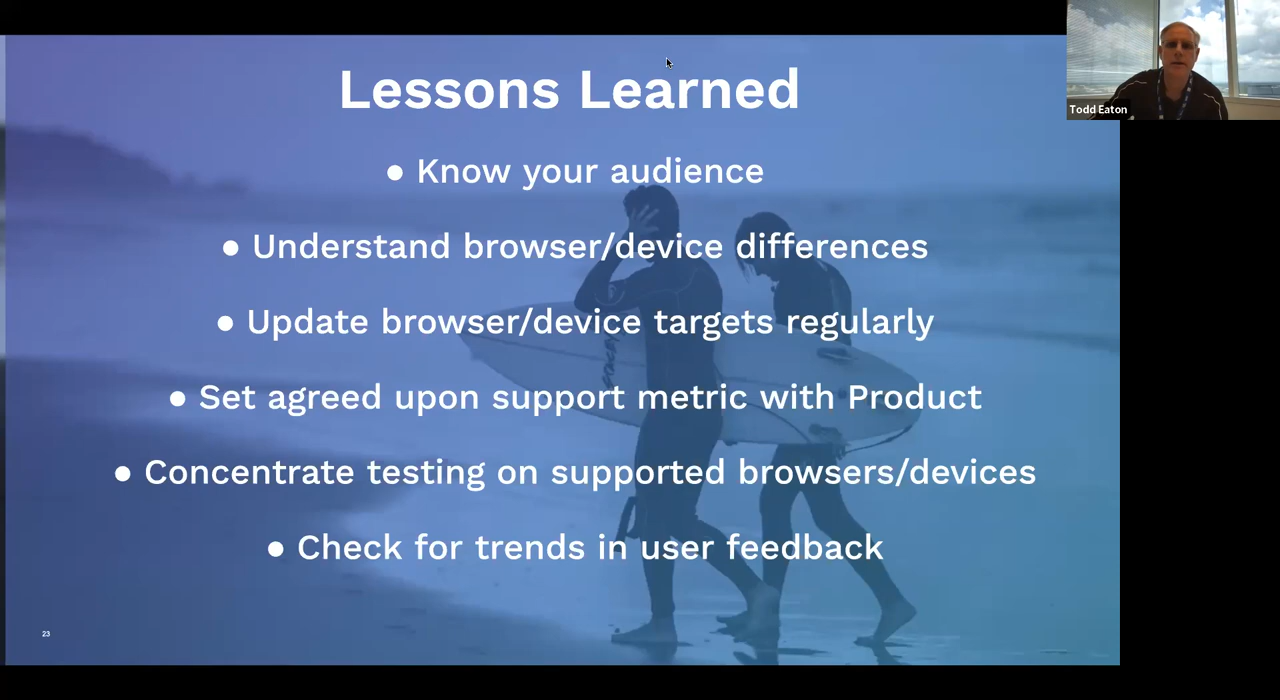 Lessons Learned
● Know your audience
● Understand browser/device differences
● Update browser/device targets regularly
● Set agreed upon support metric with Product
● Concentrate testing on supported browsers/devices
● Check for trends in user feedback
23
Todd Eaton